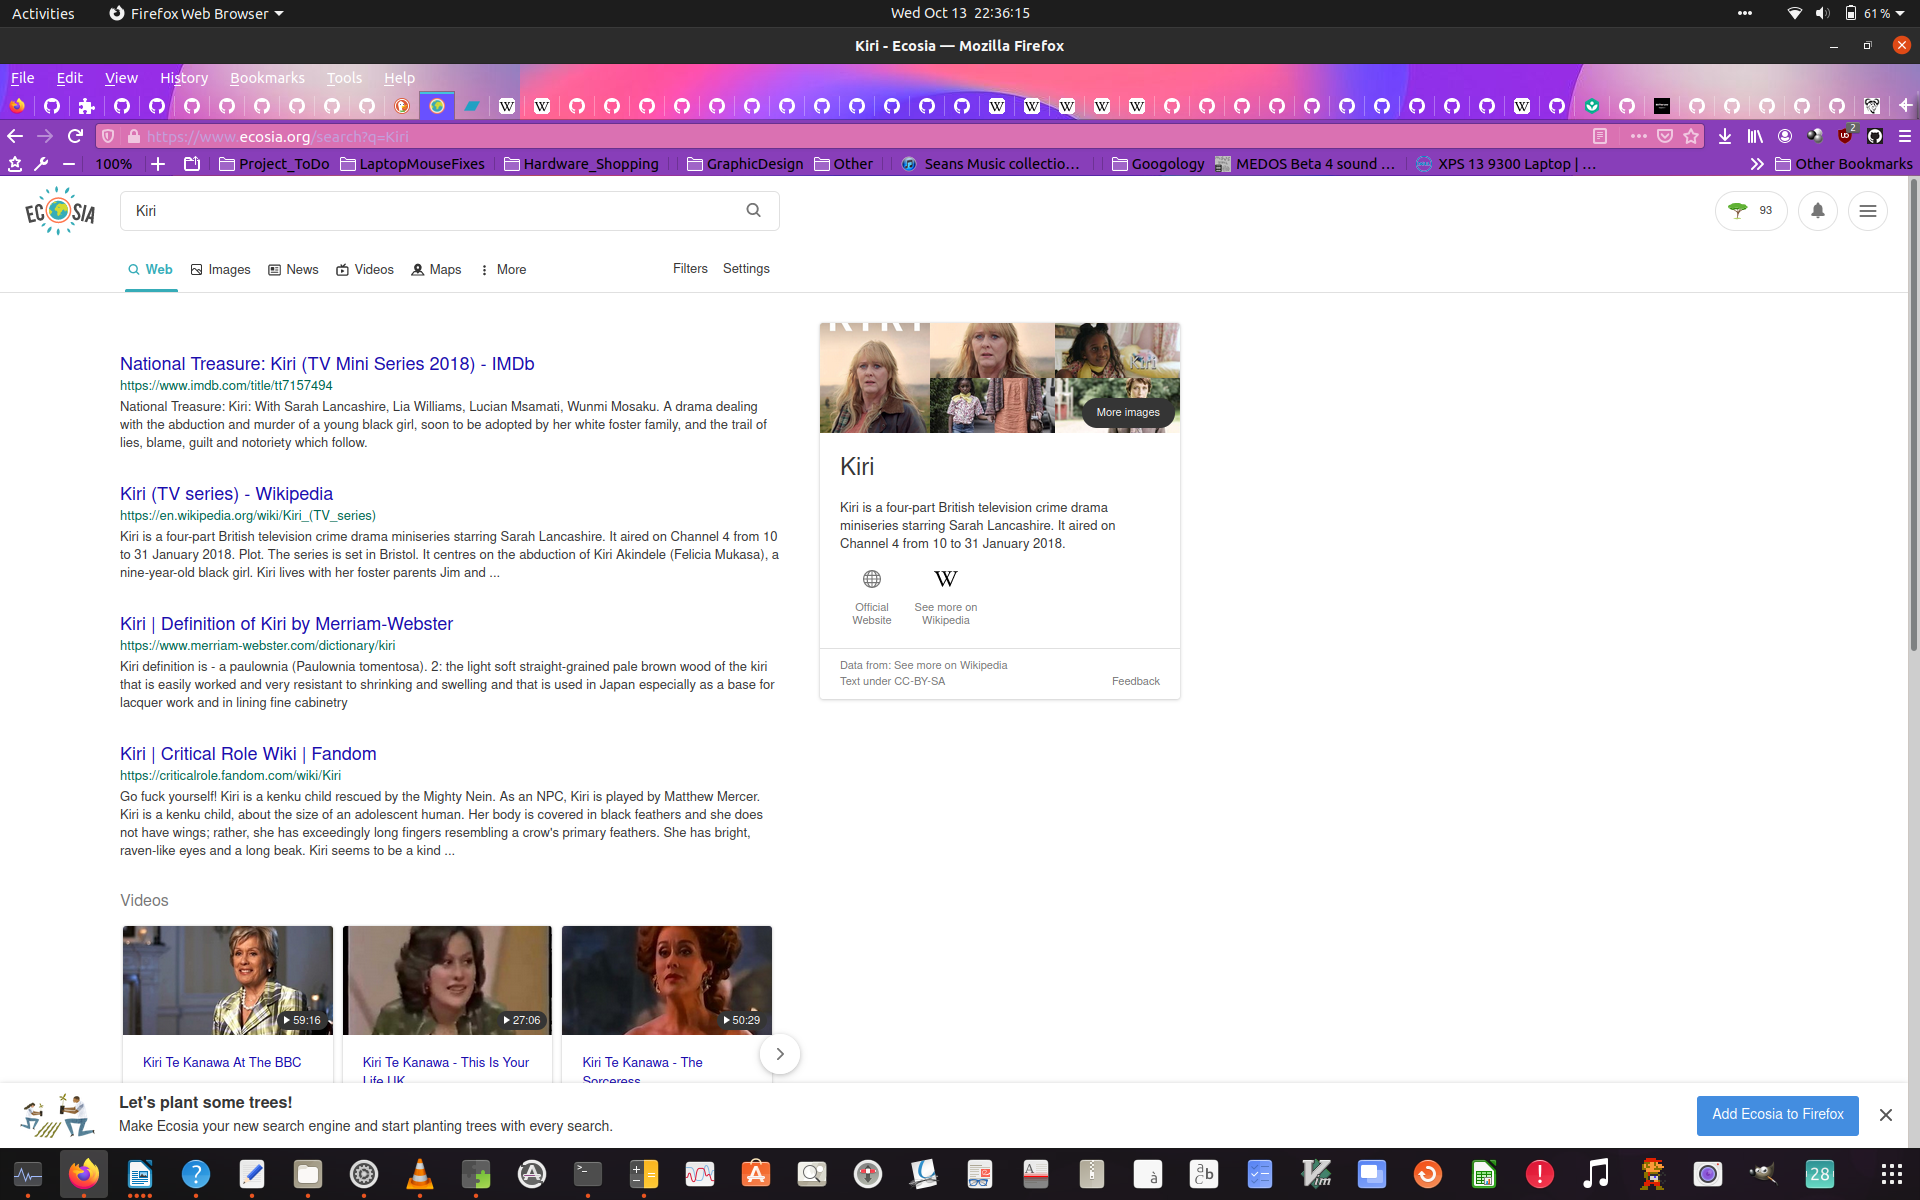 Activities
Firefox Web Browser
Wed Oct 13 22:36:15
61 %
Kiri - Ecosia — Mozilla Firefox
File Edit View History Bookmarks Tools Help
https://www.ecosia.org/search?q=Kiri
2
100%
Project_ToDo
LaptopMouseFixes
Hardware_Shopping
GraphicDesign
Other
Seans Music collectio…
Googology
MEDOS Beta 4 sound …
XPS 13 9300 Laptop | …
Other Bookmarks
ECOSIA
Kiri
93
Web
Images
News
Videos
Maps
More
Filters
Settings
National Treasure: Kiri (TV Mini Series 2018) - IMDb
https://www.imdb.com/title/tt7157494
National Treasure: Kiri: With Sarah Lancashire, Lia Williams, Lucian Msamati, Wunmi Mosaku. A drama dealing
with the abduction and murder of a young black girl, soon to be adopted by her white foster family, and the trail of
lies, blame, guilt and notoriety which follow.
Kiri (TV series) - Wikipedia
https://en.wikipedia.org/wiki/Kiri_(TV_series)
Kiri is a four-part British television crime drama miniseries starring Sarah Lancashire. It aired on Channel 4 from 10
to 31 January 2018. Plot. The series is set in Bristol. It centres on the abduction of Kiri Akindele (Felicia Mukasa), a
nine-year-old black girl. Kiri lives with her foster parents Jim and ...
Kiri | Definition of Kiri by Merriam-Webster
https://www.merriam-webster.com/dictionary/kiri
Kiri definition is - a paulownia (Paulownia tomentosa). 2: the light soft straight-grained pale brown wood of the kiri
that is easily worked and very resistant to shrinking and swelling and that is used in Japan especially as a base for
lacquer work and in lining fine cabinetry
Kiri | Critical Role Wiki | Fandom
https://criticalrole.fandom.com/wiki/Kiri
Go fuck yourself! Kiri is a kenku child rescued by the Mighty Nein. As an NPC, Kiri is played by Matthew Mercer.
Kiri is a kenku child, about the size of an adolescent human. Her body is covered in black feathers and she does
not have wings; rather, she has exceedingly long fingers resembling a crow's primary feathers. She has bright,
raven-like eyes and a long beak. Kiri seems to be a kind ...
Videos
59:16
27:06
50:29
Kiri Te Kanawa At The BBC
Kiri Te Kanawa - This Is Your
Life UK
Kiri Te Kanawa - The
Sorceress
KIRI
Kiri
More images
Kiri
Kiri is a four-part British television crime drama
miniseries starring Sarah Lancashire. It aired on
Channel 4 from 10 to 31 January 2018.
W
Official
Website
See more on
Wikipedia
Data from: See more on Wikipedia
Text under CC-BY-SA
Feedback
Let's plant some trees!
Make Ecosia your new search engine and start planting trees with every search.
Add Ecosia to Firefox
28